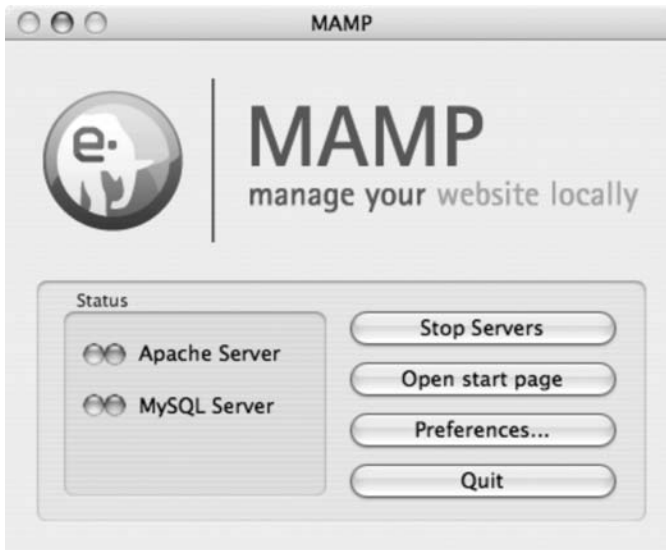 MAMP
e.
MAMP
manage your website locally
Status
Apache Server
MySQL Server
Stop Servers
Open start page
Preferences...
Quit